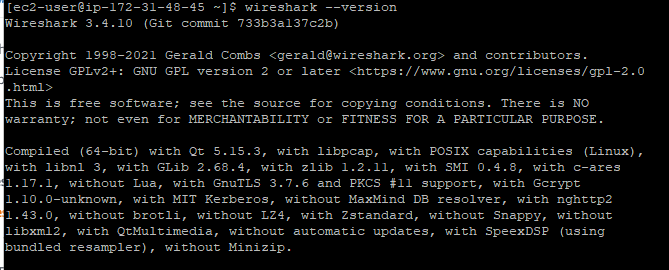 [ec2-user@ip-172-31-48-45 ~]$ wireshark --version
Wireshark 3.4.10 (Git commit 733b3a137c2b)

Copyright 1998-2021 Gerald Combs <gerald@wireshark.org> and contributors.
License GPLv2+: GNU GPL version 2 or later <https://www.gnu.org/licenses/gpl-2.0
.html>
This is free software; see the source for copying conditions. There is NO
warranty; not even for MERCHANTABILITY or FITNESS FOR A PARTICULAR PURPOSE.

Compiled (64-bit) with Qt 5.15.3, with libpcap, with POSIX capabilities (Linux),
with libnl 3, with GLib 2.68.4, with zlib 1.2.11, with SMI 0.4.8, with c-ares
1.17.1, without Lua, with GnuTLS 3.7.6 and PKCS #11 support, with Gcrypt
1.10.0-unknown, with MIT Kerberos, without MaxMind DB resolver, with nghttp2
1.43.0, without brotli, without LZ4, with Zstandard, without Snappy, without
libxml2, with QtMultimedia, without automatic updates, with SpeexDSP (using
bundled resampler), without Minizip.